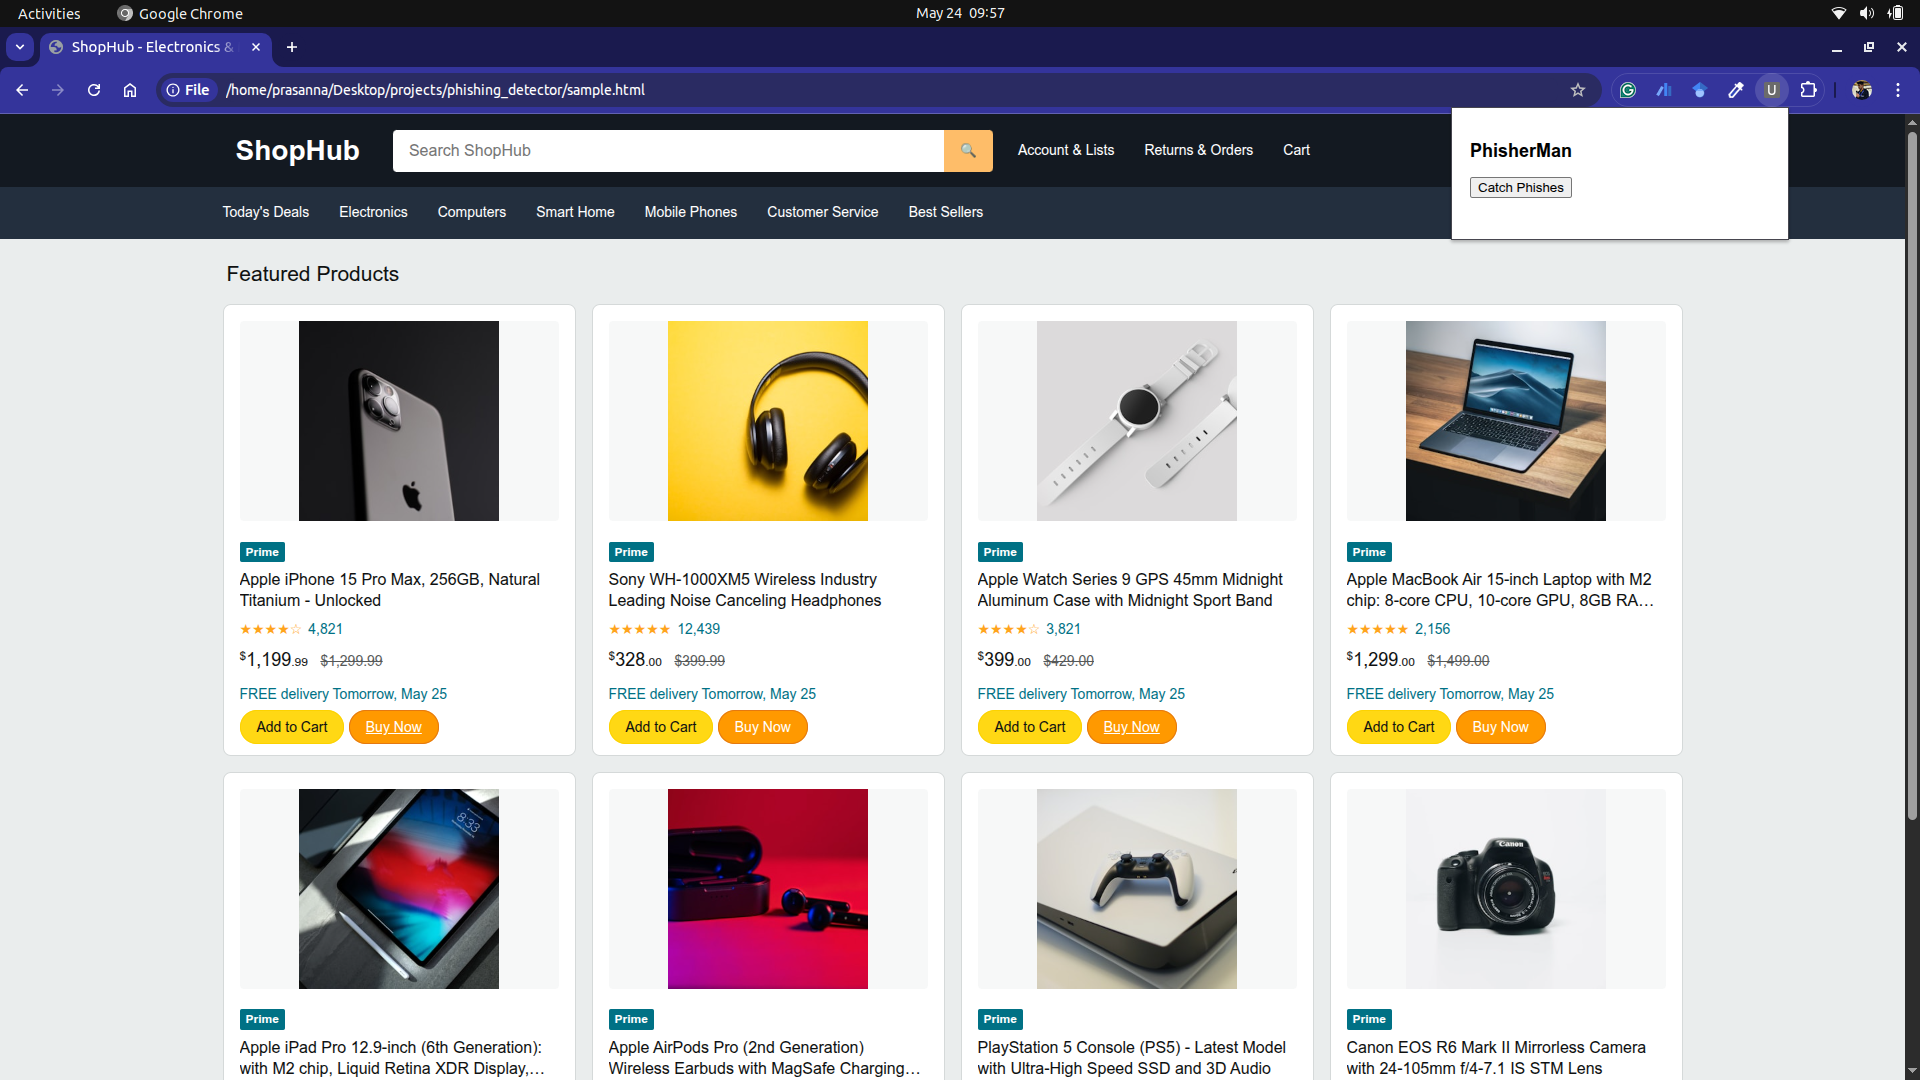 Activities
Google Chrome
May 24 09:57
ShopHub - Electronics &
File
/home/prasanna/Desktop/projects/phishing_detector/sample.html
U
ShopHub
Search ShopHub
Account & Lists
Returns & Orders
Cart
PhisherMan
Catch Phishes
Today's Deals
Electronics
Computers
Smart Home
Mobile Phones
Customer Service
Best Sellers
Featured Products
Prime
Apple iPhone 15 Pro Max, 256GB, Natural
Titanium - Unlocked
★★★★☆ 4,821
$1,199.99 $1,299.99
FREE delivery Tomorrow, May 25
Add to Cart
Buy Now
Prime
Sony WH-1000XM5 Wireless Industry
Leading Noise Canceling Headphones
★★★★★ 12,439
$328.00 $399.99
FREE delivery Tomorrow, May 25
Add to Cart
Buy Now
Prime
Apple Watch Series 9 GPS 45mm Midnight
Aluminum Case with Midnight Sport Band
★★★★☆ 3,821
$399.00 $429.00
FREE delivery Tomorrow, May 25
Add to Cart
Buy Now
Prime
Apple MacBook Air 15-inch Laptop with M2
chip: 8-core CPU, 10-core GPU, 8GB RA…
★★★★★ 2,156
$1,299.00 $1,499.00
FREE delivery Tomorrow, May 25
Add to Cart
Buy Now
8:33
Prime
Apple iPad Pro 12.9-inch (6th Generation):
with M2 chip, Liquid Retina XDR Display,…
Prime
Apple AirPods Pro (2nd Generation)
Wireless Earbuds with MagSafe Charging…
Prime
PlayStation 5 Console (PS5) - Latest Model
with Ultra-High Speed SSD and 3D Audio
Canon
Prime
Canon EOS R6 Mark II Mirrorless Camera
with 24-105mm f/4-7.1 IS STM Lens